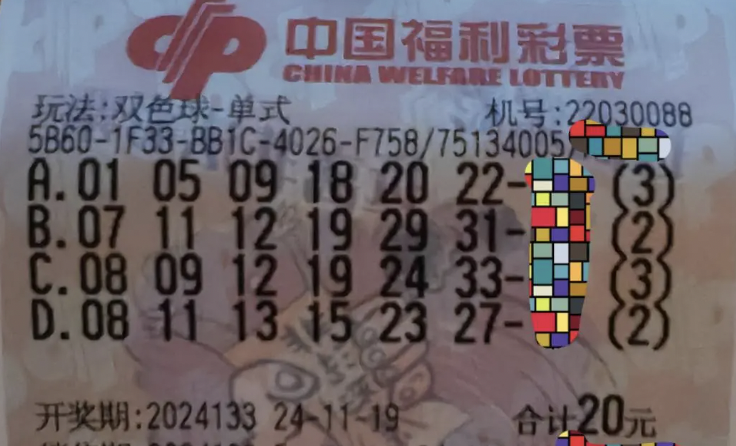 中国福利彩票
CHINA WELFARE LOTTERY
玩法:双色球-单式 机号:22030088
5B60-1F33-BB1C-4026-F758/75134005/
A.01 05 09 18 20 22- (3)
B.07 11 12 19 29 31- (2)
C.08 09 12 19 24 33- (3)
D.08 11 13 15 23 27- (2)
开奖期:2024133 24-11-19 合计20元